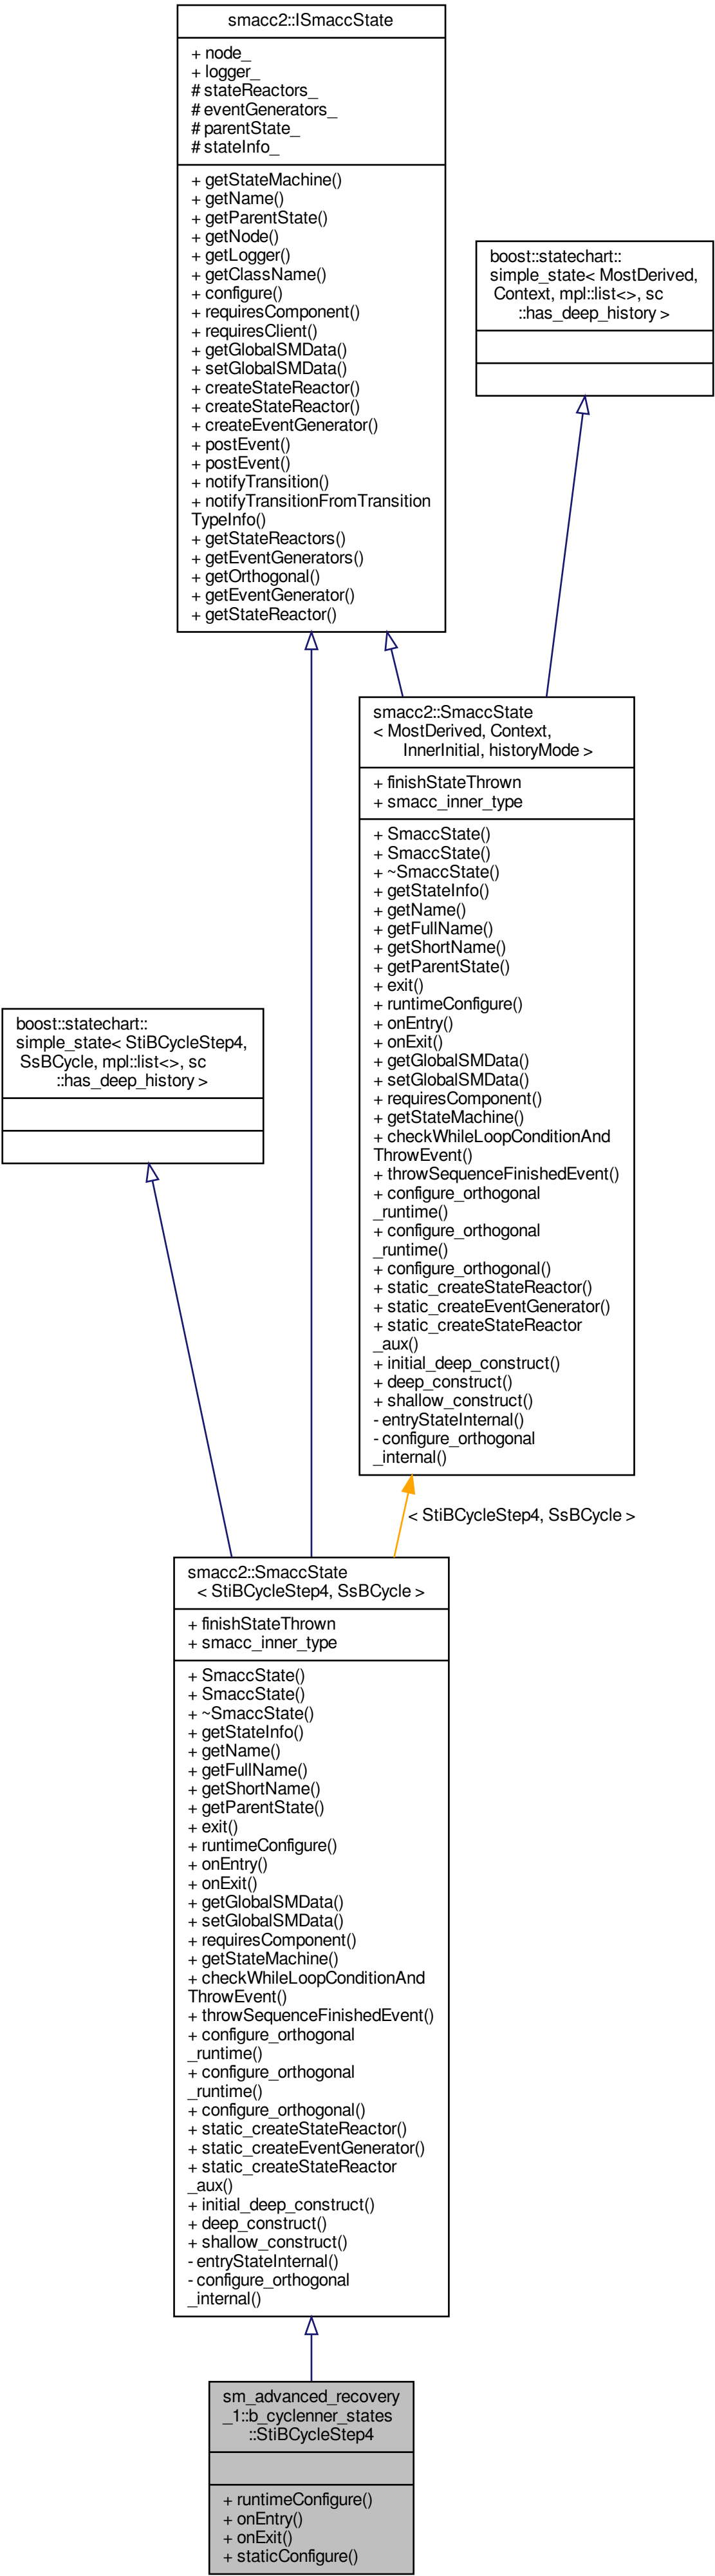 smacc2::ISmaccState
+ node_
+ logger_
# stateReactors_
# eventGenerators_
# parentState_
# stateInfo_
+ getStateMachine()
+ getName()
+ getParentState()
+ getNode()
+ getLogger()
+ getClassName()
+ configure()
+ requiresComponent()
+ requiresClient()
+ getGlobalSMData()
+ setGlobalSMData()
+ createStateReactor()
+ createStateReactor()
+ createEventGenerator()
+ postEvent()
+ postEvent()
+ notifyTransition()
+ notifyTransitionFromTransition
TypeInfo()
+ getStateReactors()
+ getEventGenerators()
+ getOrthogonal()
+ getEventGenerator()
+ getStateReactor()
boost::statechart::
simple_state< MostDerived,
Context, mpl::list<>, sc
::has_deep_history >
smacc2::SmaccState
< MostDerived, Context,
InnerInitial, historyMode >
+ finishStateThrown
+ smacc_inner_type
+ SmaccState()
+ SmaccState()
+ ~SmaccState()
+ getStateInfo()
+ getName()
+ getFullName()
+ getShortName()
+ getParentState()
+ exit()
+ runtimeConfigure()
+ onEntry()
+ onExit()
+ getGlobalSMData()
+ setGlobalSMData()
+ requiresComponent()
+ getStateMachine()
+ checkWhileLoopConditionAnd
ThrowEvent()
+ throwSequenceFinishedEvent()
+ configure_orthogonal
_runtime()
+ configure_orthogonal
_runtime()
+ configure_orthogonal()
+ static_createStateReactor()
+ static_createEventGenerator()
+ static_createStateReactor
_aux()
+ initial_deep_construct()
+ deep_construct()
+ shallow_construct()
- entryStateInternal()
- configure_orthogonal
_internal()
boost::statechart::
simple_state< StiBCycleStep4,
SsBCycle, mpl::list<>, sc
::has_deep_history >
< StiBCycleStep4, SsBCycle >
smacc2::SmaccState
< StiBCycleStep4, SsBCycle >
+ finishStateThrown
+ smacc_inner_type
+ SmaccState()
+ SmaccState()
+ ~SmaccState()
+ getStateInfo()
+ getName()
+ getFullName()
+ getShortName()
+ getParentState()
+ exit()
+ runtimeConfigure()
+ onEntry()
+ onExit()
+ getGlobalSMData()
+ setGlobalSMData()
+ requiresComponent()
+ getStateMachine()
+ checkWhileLoopConditionAnd
ThrowEvent()
+ throwSequenceFinishedEvent()
+ configure_orthogonal
_runtime()
+ configure_orthogonal
_runtime()
+ configure_orthogonal()
+ static_createStateReactor()
+ static_createEventGenerator()
+ static_createStateReactor
_aux()
+ initial_deep_construct()
+ deep_construct()
+ shallow_construct()
- entryStateInternal()
- configure_orthogonal
_internal()
sm_advanced_recovery
_1::b_cyclenner_states
::StiBCycleStep4
+ runtimeConfigure()
+ onEntry()
+ onExit()
+ staticConfigure()